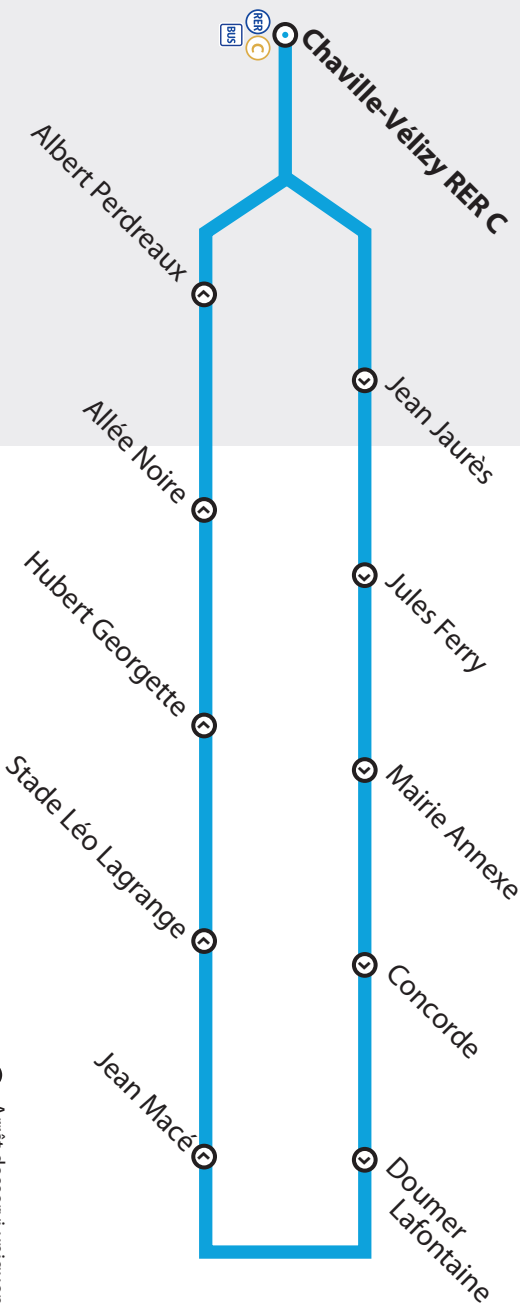 RER
C
BUS
Chaville-Vélizy RER C
Albert Perdreaux
Jean Jaurès
Allée Noire
Jules Ferry
Hubert Georgette
Mairie Annexe
Stade Léo Lagrange
Concorde
Jean Macé
Doumer
Lafontaine